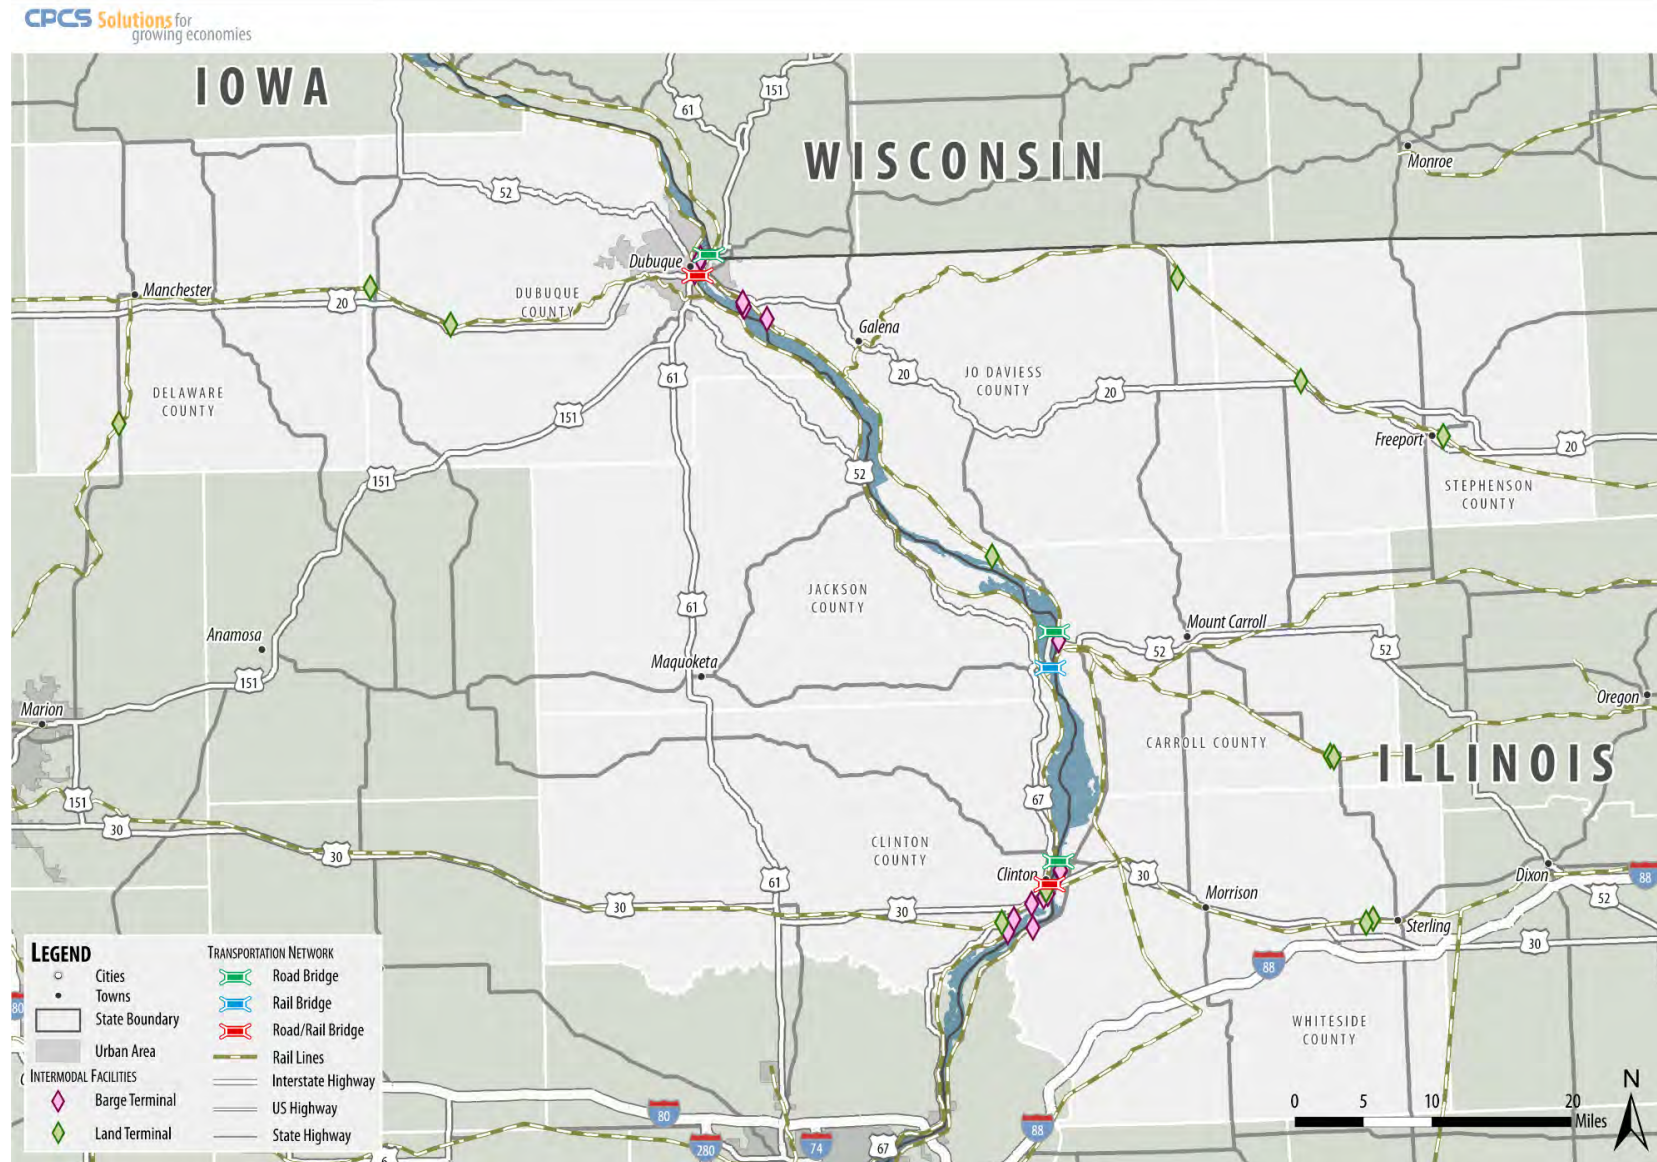 CPCS Solutions for
growing economies
IOWA
WISCONSIN
ILLINOIS
61
151
Monroe
52
Dubuque
Manchester
20
DUBUQUE
COUNTY
Galena
61
20
JO DAVIESS
COUNTY
20
DELAWARE
COUNTY
151
Freeport
20
151
52
STEPHENSON
COUNTY
JACKSON
COUNTY
61
Anamosa
Mount Carroll
52
52
Maquoketa
151
Marion
Oregon
CARROLL COUNTY
151
67
30
30
CLINTON
COUNTY
Clinton
61
30
Dixon
88
30
30
Morrison
52
Sterling
30
88
WHITESIDE
COUNTY
80
80
88
280
74
67
6
LEGEND
Cities
Towns
State Boundary
Urban Area
INTERMODAL FACILITIES
Barge Terminal
Land Terminal
TRANSPORTATION NETWORK
Road Bridge
Rail Bridge
Road/Rail Bridge
Rail Lines
Interstate Highway
US Highway
State Highway
0 5 10 20
Miles
N